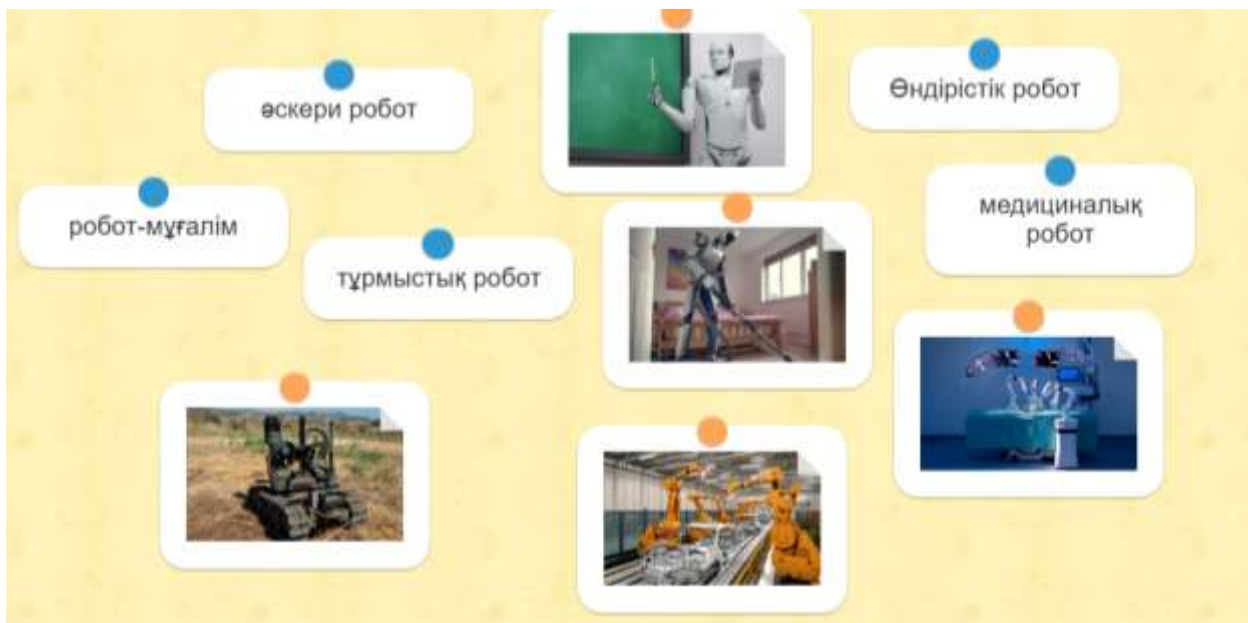 әскери робот
Өндірістік робот
робот-мұғалім
медициналық
робот
тұрмыстық робот